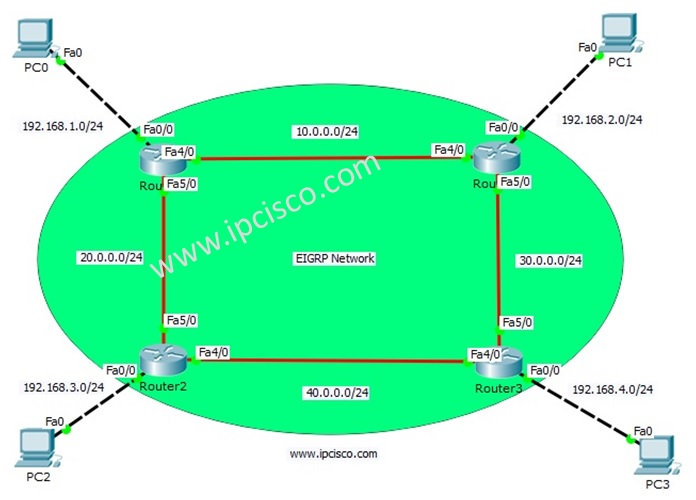 Fa0
PC0
Fa0
PC1
192.168.1.0/24
192.168.2.0/24
Fa0/0
10.0.0.0/24
Fa0/0
Fa4/0
Fa4/0
Rou
Fa5/0
Rou
Fa5/0
www.ipcisco.com
20.0.0.0/24
EIGRP Network
30.0.0.0/24
Fa5/0
Fa5/0
Fa4/0
Fa4/0
Fa0/0
Fa0/0
192.168.3.0/24
Router2
Router3
192.168.4.0/24
40.0.0.0/24
Fa0
Fa0
PC2
www.ipcisco.com
PC3